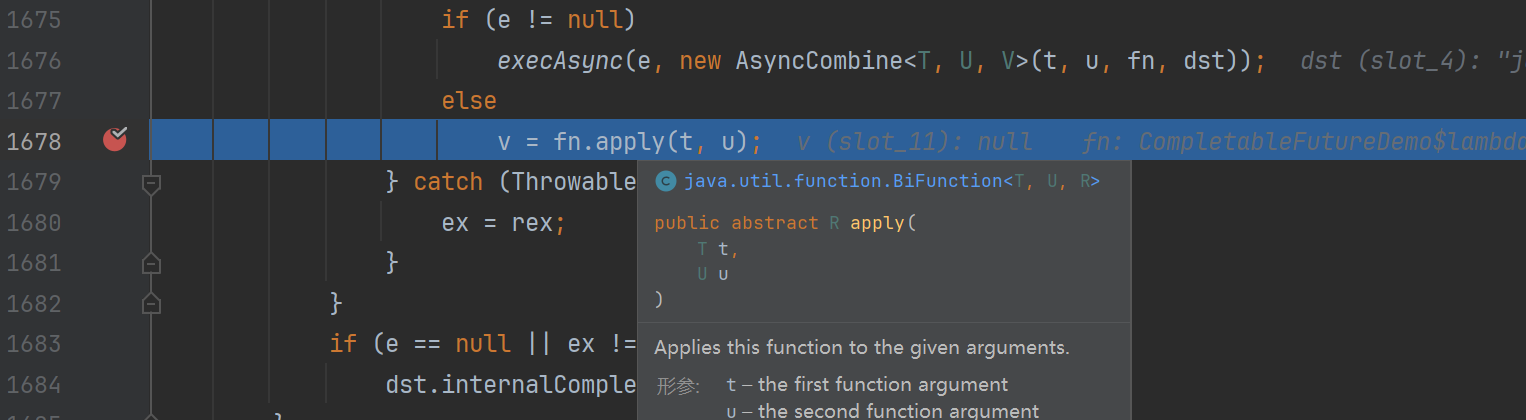 1675 if (e != null)
1676 execAsync(e, new AsyncCombine<T, U, V>(t, u, fn, dst)); dst (slot_4): "j
1677 else
1678 v = fn.apply(t, u); v (slot_11): null fn: CompletableFutureDemo$lambda
1679 } catch (Throwable
java.util.function.BiFunction<T, U, R>
1680 ex = rex;
public abstract R apply(
T t,
1681 }
U u
1682 }
)
1683 if (e == null || ex !=
Applies this function to the given arguments.
1684 dst.internalComple
形参: t – the first function argument
u – the second function argument
1685 }